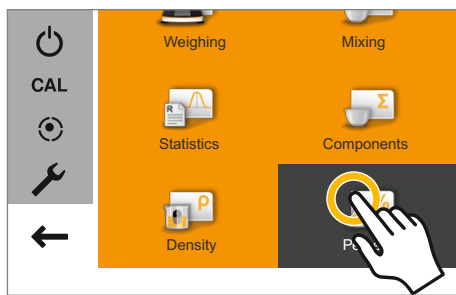 Weighing
Mixing
CAL
R
Σ
Statistics
Components
ρ
%
Density